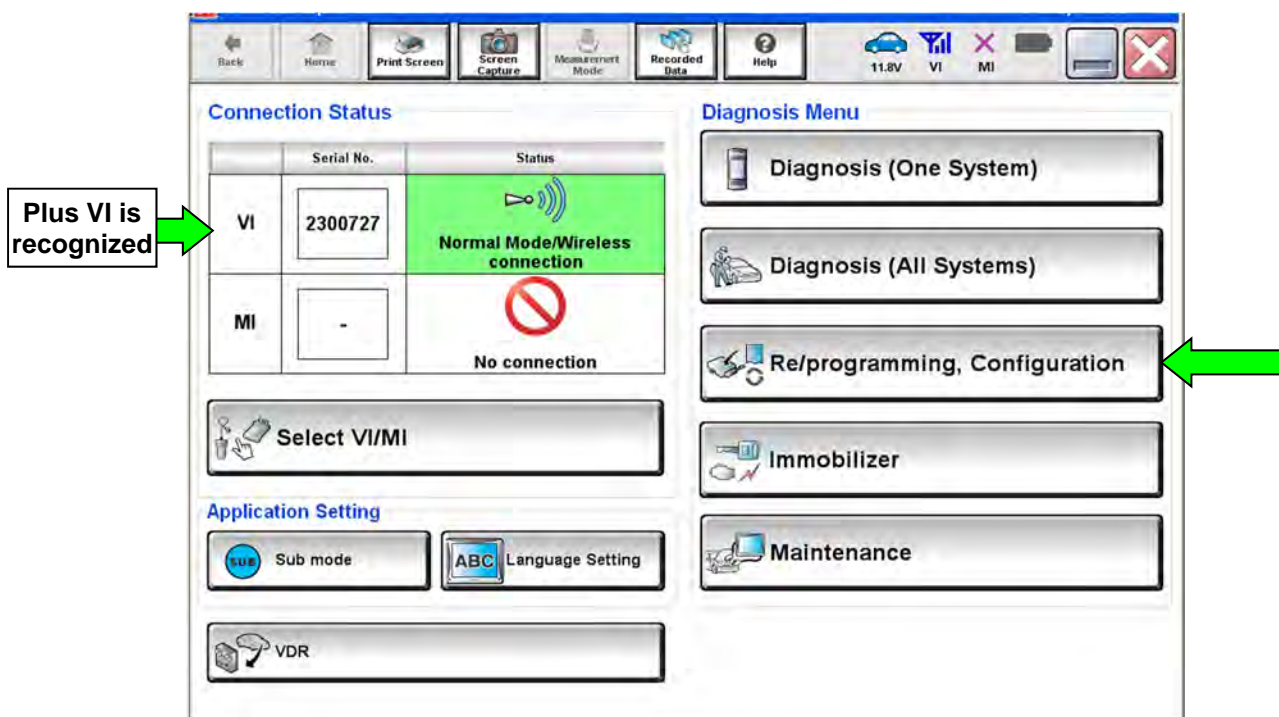 Back
Home
Print Screen
Screen
Capture
Measurement
Mode
Recorded
Data
Help
11.8V
VI
MI
Connection Status
Serial No.
Status
VI
2300727
Normal Mode/Wireless
connection
MI
-
No connection
Select VI/MI
Application Setting
SUB
Sub mode
ABC
Language Setting
VDR
Diagnosis Menu
Diagnosis (One System)
Diagnosis (All Systems)
Re/programming, Configuration
Immobilizer
Maintenance
Plus VI is
recognized